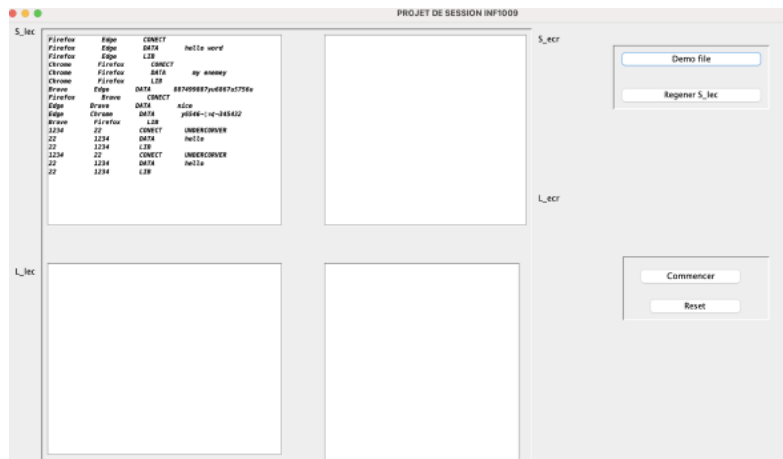 PROJET DE SESSION INF1009
S_lec
Firefox Edge CONECT
Firefox Edge DATA hello word
Firefox Edge LIB
Chrome Firefox CONECT
Chrome Firefox DATA my enemey
Chrome Firefox LIB
Brave Edge DATA
Firefox Brave CONECT
Edge Brave DATA nice
Edge Chrome DATA
Brave Firefox LIB
1234 22 CONECT UNDERCORVER
22 1234 DATA hello
22 1234 LIB
1234 22 CONECT UNDERCORVER
22 1234 DATA hello
22 1234 LIB
S_ecr
Demo file
Regener S_lec
L_ecr
L_lec
Commencer
Reset